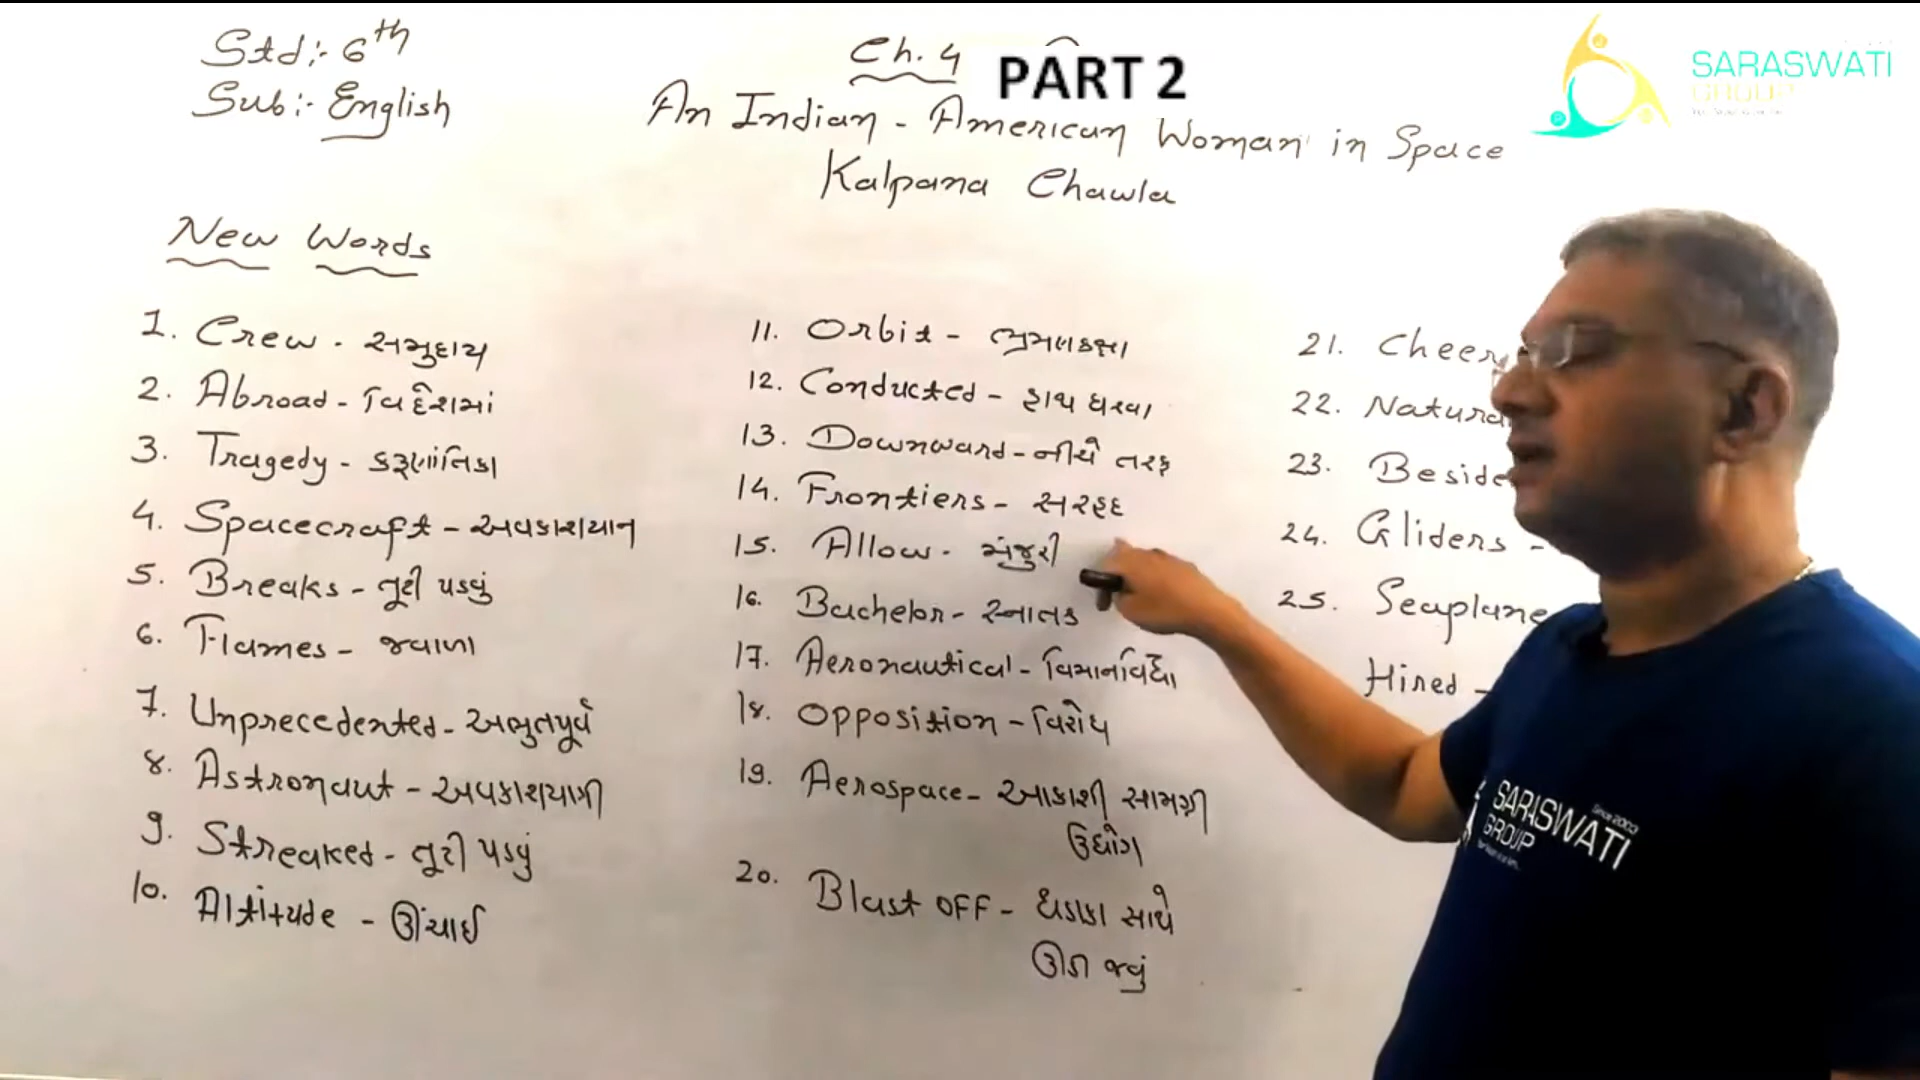 Std:- 6th
Sub:- English
Ch. 4
PART 2
An Indian - American Woman in Space
Kalpana Chawla
SARASWATI
GROUP
New Words
1. Crew - સમુદાય
2. Abroad - વિદેશમાં
3. Tragedy - કરૂણાંતિકા
4. Spacecraft - અવકાશયાન
5. Breaks - તૂટી પડવું
6. Flames - જ્વાળા
7. Unprecedented - અભુતપૂર્વ
8. Astronaut - અવકાશયાત્રી
9. Streaked - તૂટી પડવું
10. Altitude - ઊંચાઈ
11. Orbit - ભ્રમણકક્ષા
12. Conducted - હાથ ધરવા
13. Downward - નીચે તરફ
14. Frontiers - સરહદ
15. Allow - મંજુરી
16. Bachelor - સ્નાતક
17. Aeronautical - વિમાનવિદ્યા
18. Opposition - વિરોધ
19. Aerospace - આકાશી સામગ્રી
ઉદ્યોગ
20. Blast OFF - ધડાકા સાથે
ઊડી જવું
21. Cheer
22. Natura
23. Beside
24. Gliders -
25. Seaplane
Hired -
SARASWATI
GROUP
Since 2003